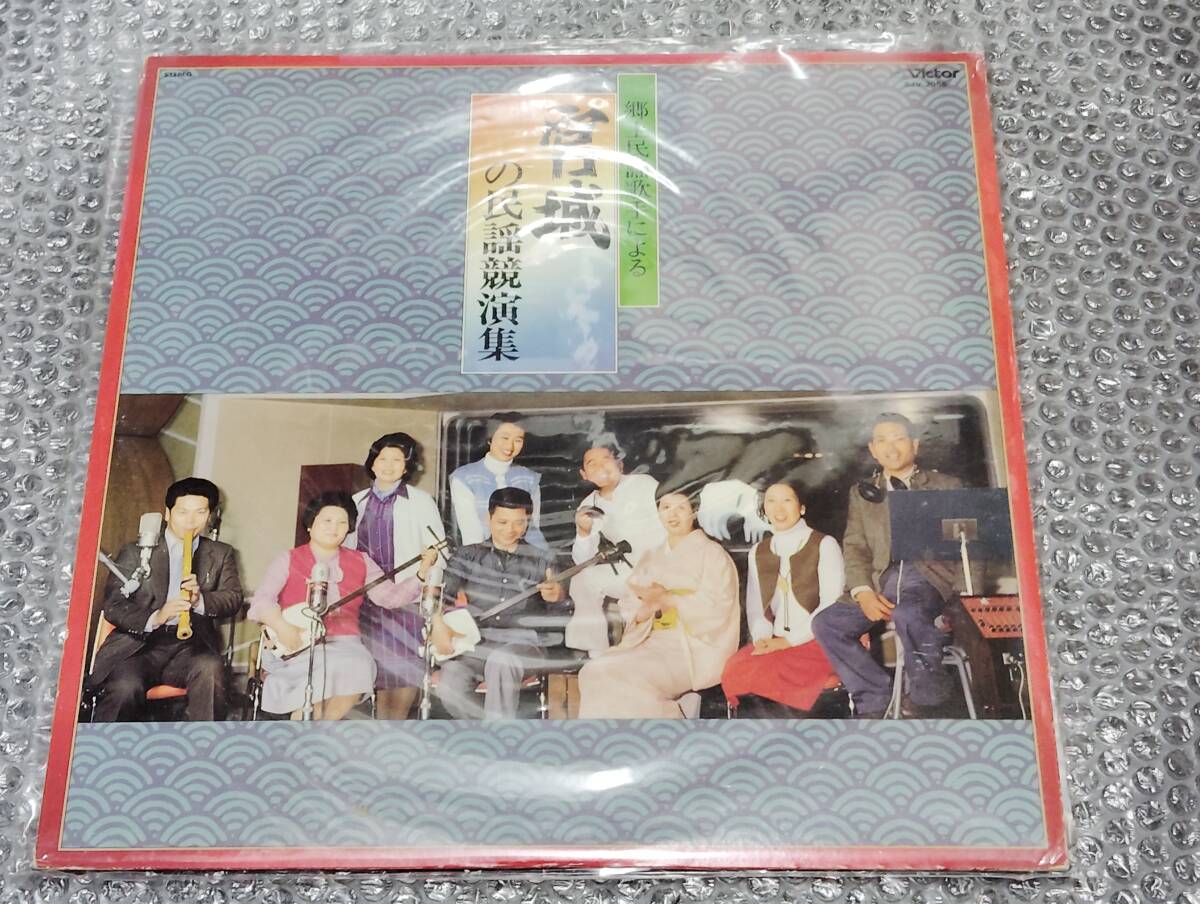 STEREO
Victor
郷土民謡歌手による
宮城
の民謡競演集